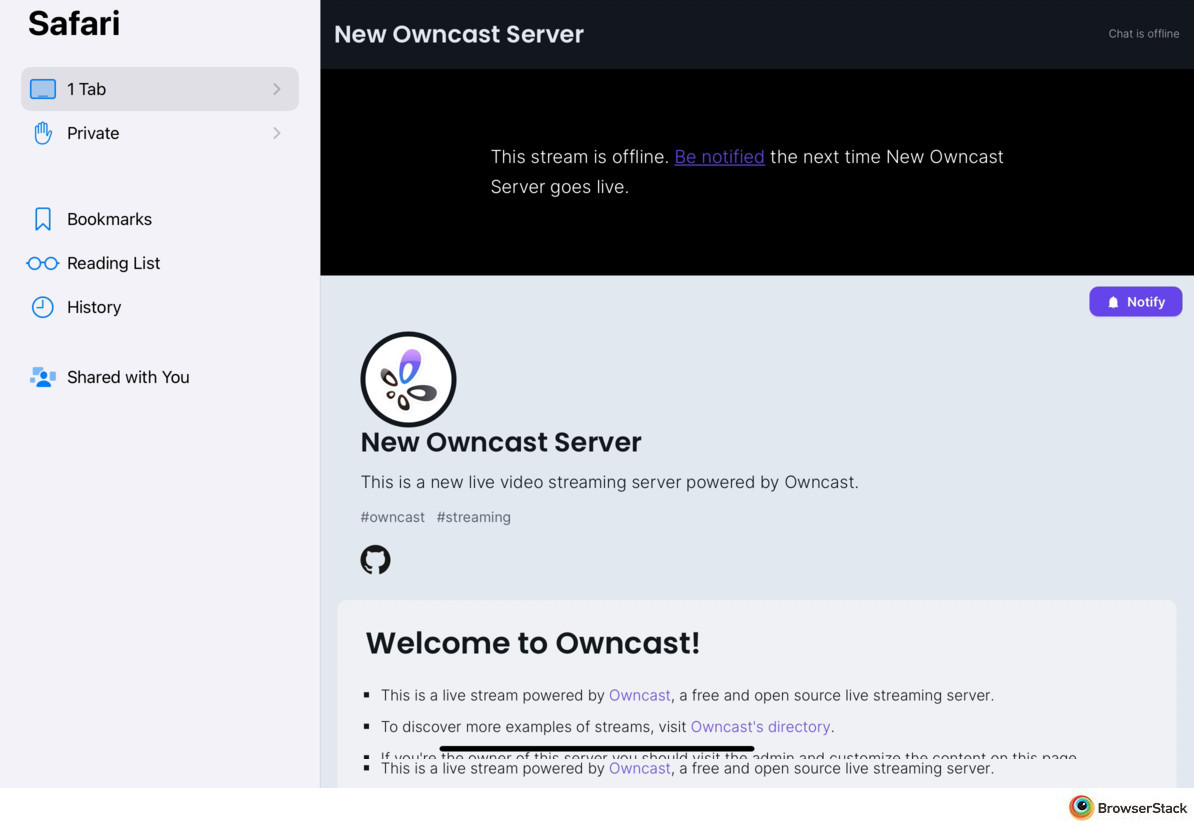 Safari
1 Tab
Private
Bookmarks
Reading List
History
Shared with You
New Owncast Server
Chat is offline
This stream is offline. Be notified the next time New Owncast
Server goes live.
Notify
New Owncast Server
This is a new live video streaming server powered by Owncast.
#owncast #streaming
Welcome to Owncast!
This is a live stream powered by Owncast, a free and open source live streaming server.
To discover more examples of streams, visit Owncast's directory.
If you're the owner of this server you should visit the admin and customize the content on this page.
This is a live stream powered by Owncast, a free and open source live streaming server.
BrowserStack